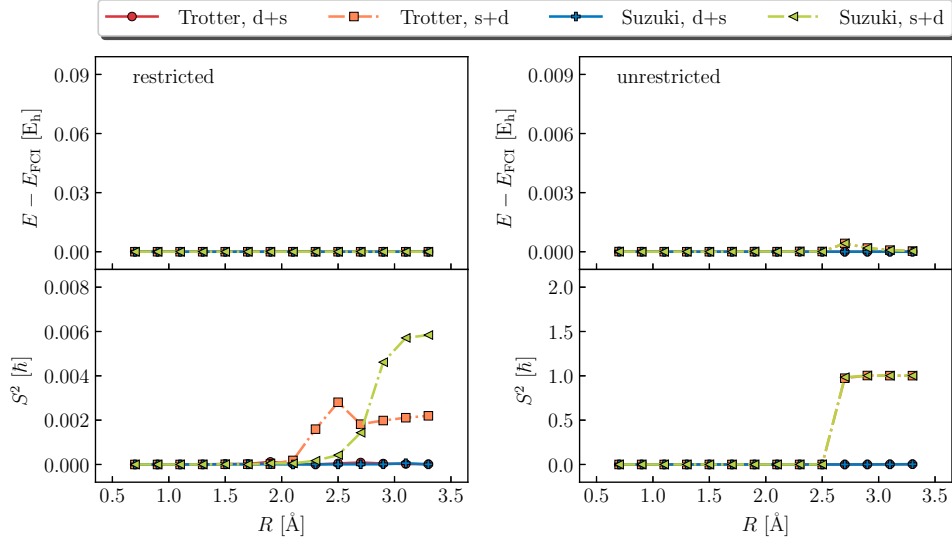 Trotter, d+s Trotter, s+d Suzuki, d+s Suzuki, s+d
restricted
E − E_FCI [E_h]
0.09
0.06
0.03
0.00
unrestricted
E − E_FCI [E_h]
0.009
0.006
0.003
0.000
S² [ħ]
0.008
0.006
0.004
0.002
0.000
0.5 1.0 1.5 2.0 2.5 3.0 3.5
R [Å]
S² [ħ]
2.0
1.5
1.0
0.5
0.0
0.5 1.0 1.5 2.0 2.5 3.0 3.5
R [Å]